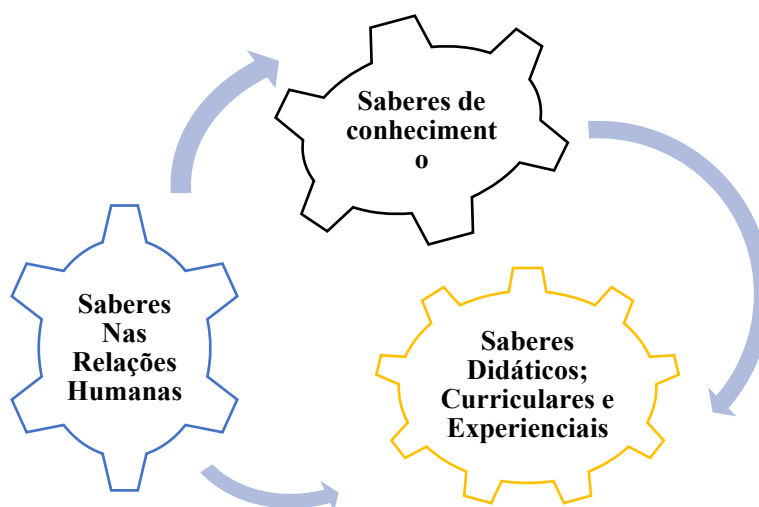 Saberes de
conheciment
o
Saberes
Nas
Relações
Humanas
Saberes
Didáticos;
Curriculares e
Experienciais